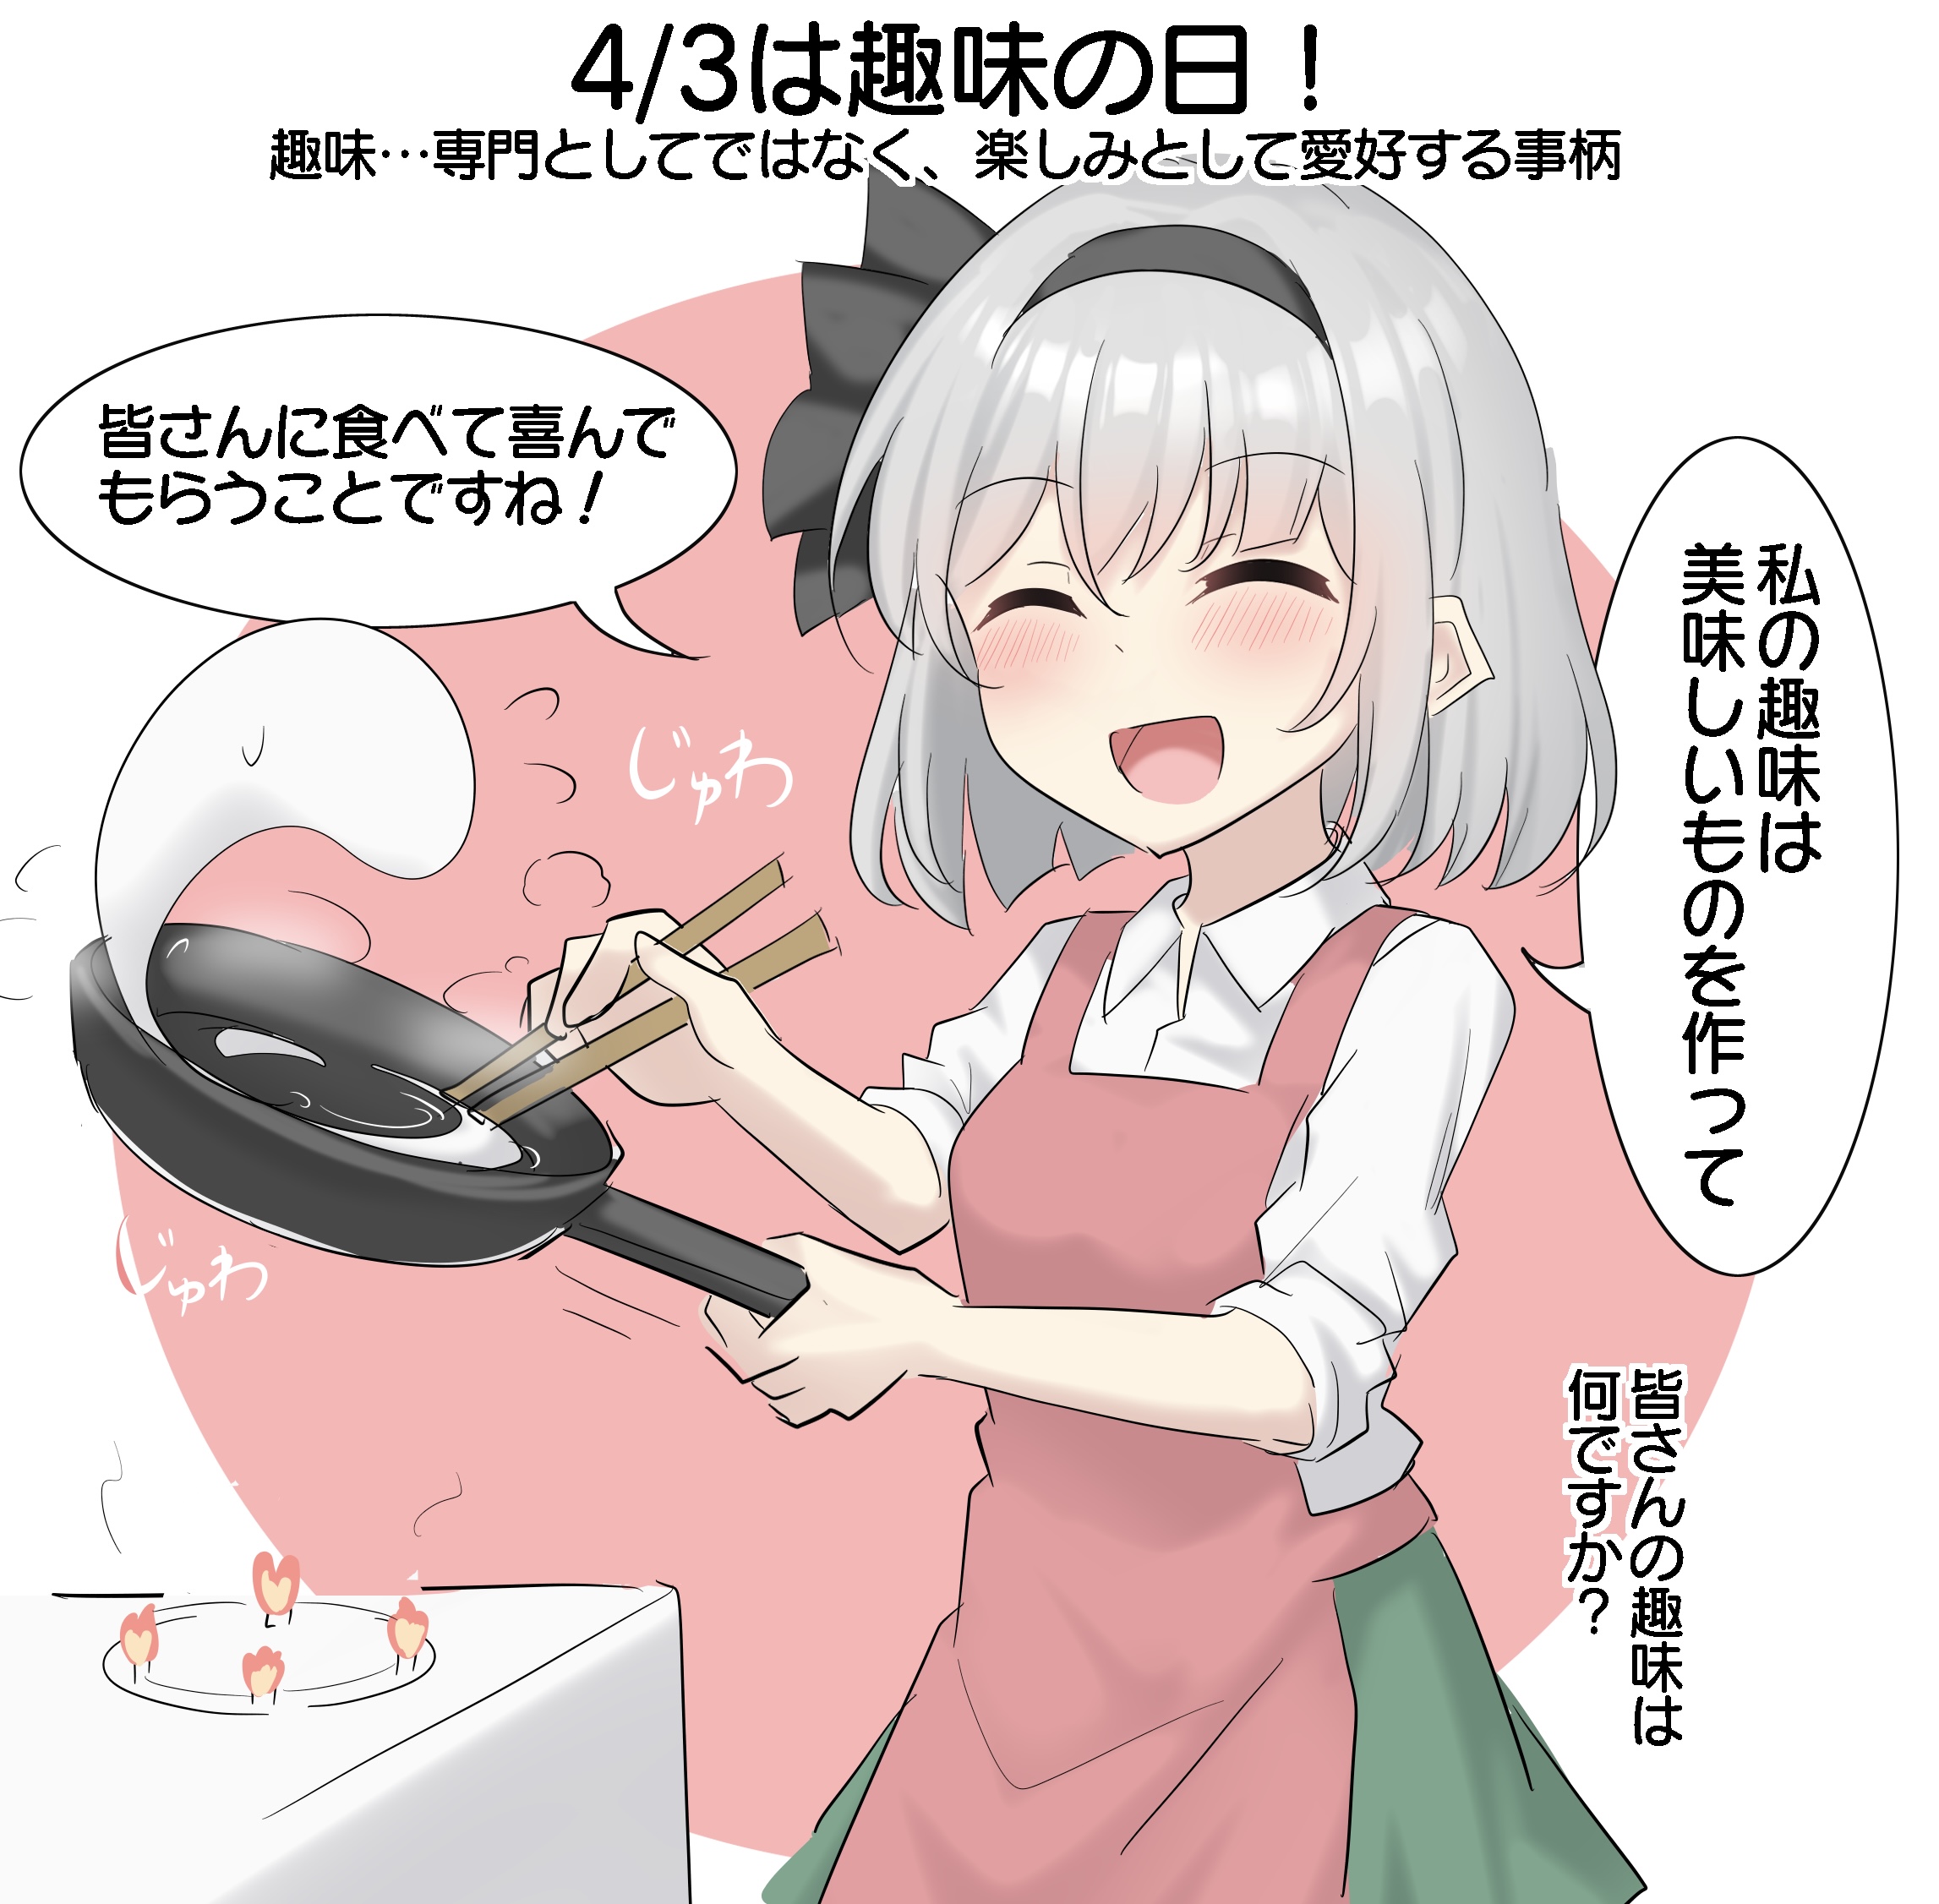 4/3は趣味の日！
趣味…専門としてではなく、楽しみとして愛好する事柄
私の趣味は
美味しいものを作って
皆さんに食べて喜んで
もらうことですね！
じゅわ
じゅわ
皆さんの趣味は
何ですか？